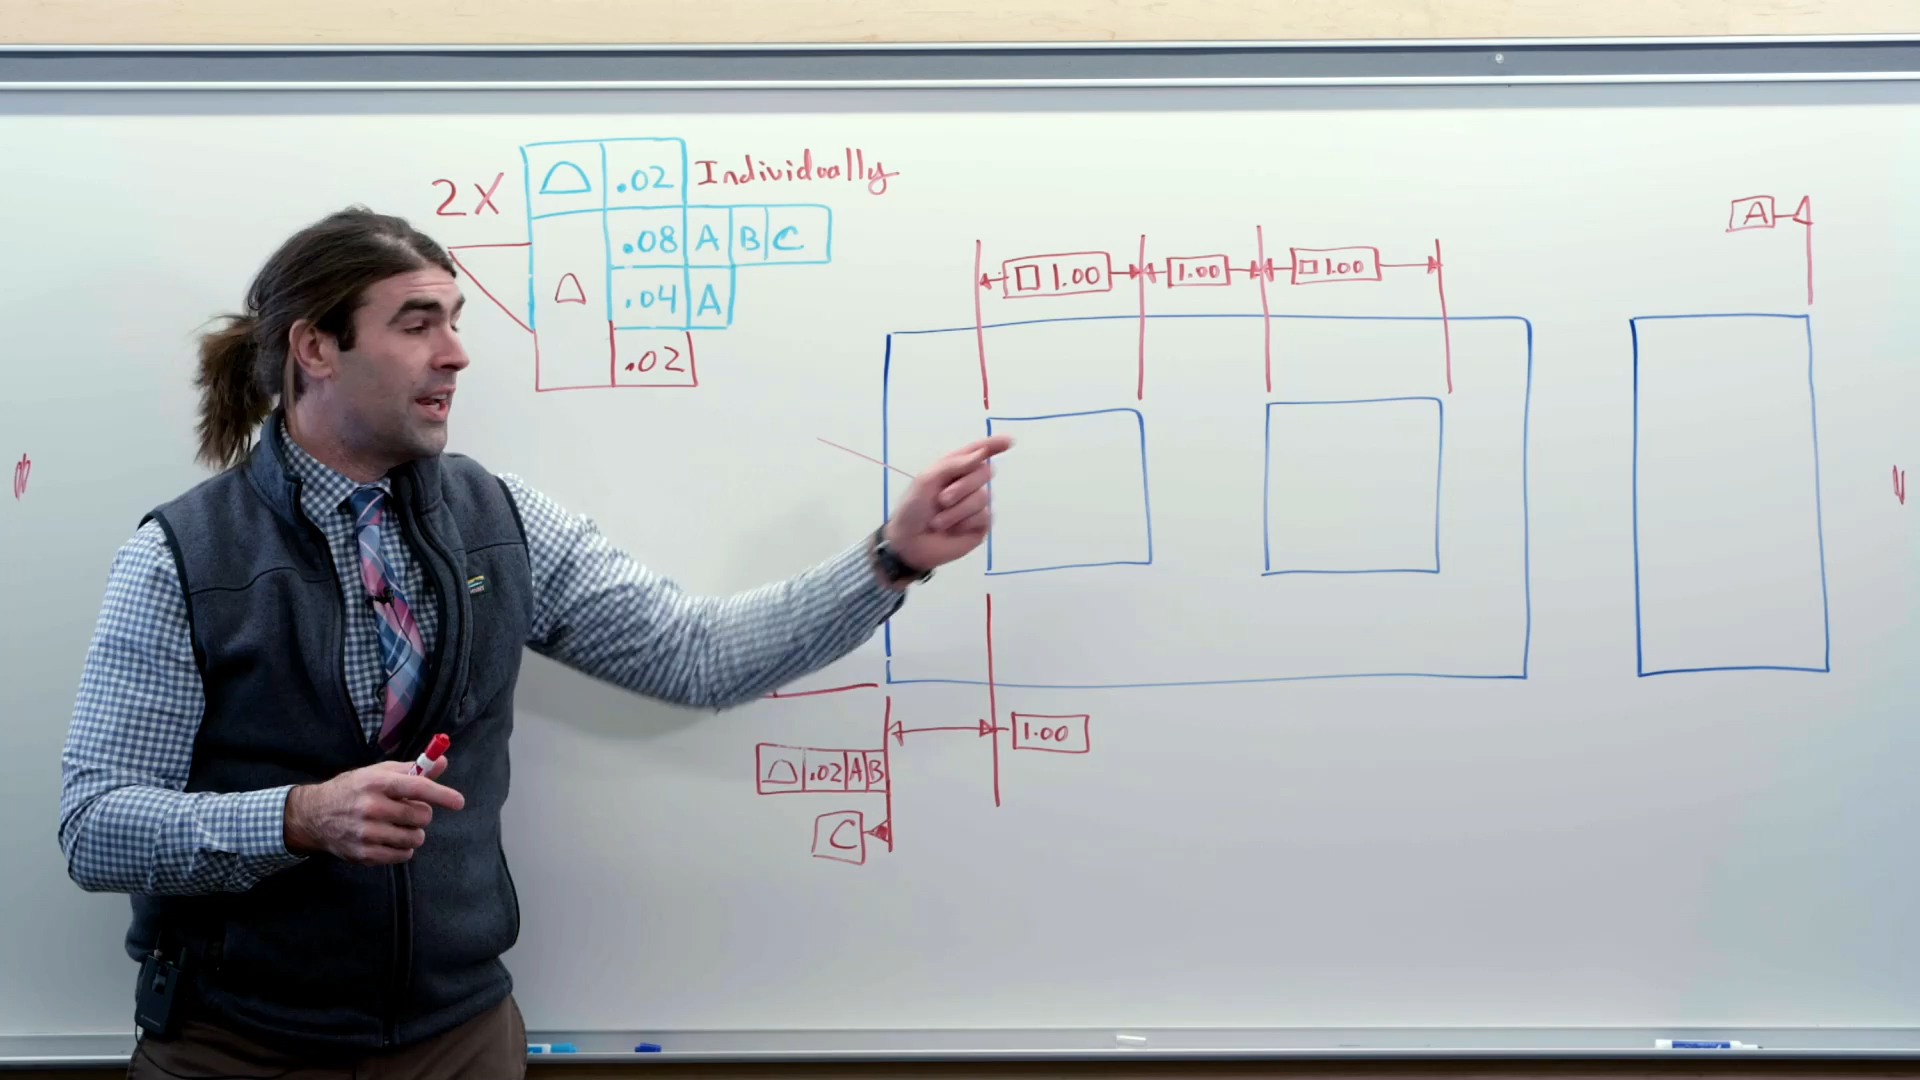 2X
.02 Individually
.08 A B C
.04 A
.02
A
1.00 1.00 1.00
1.00
.02 A B
C